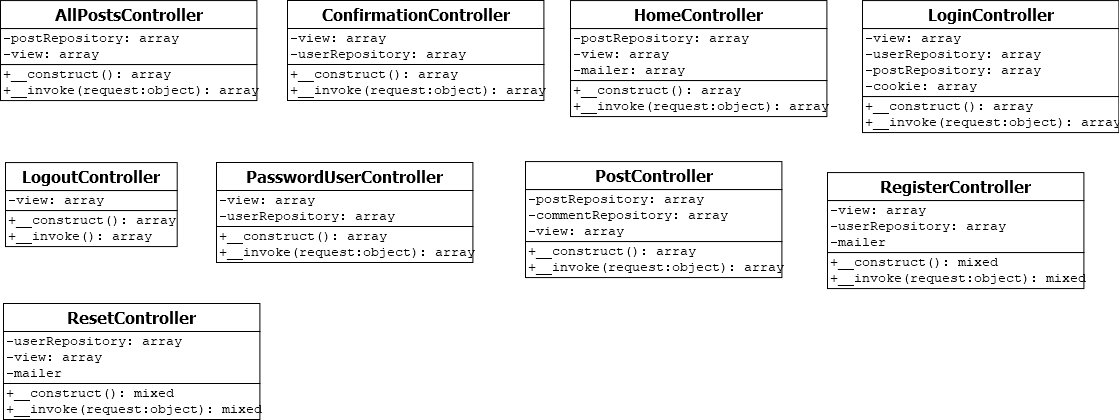 AllPostsController
-postRepository: array
-view: array
+__construct(): array
+__invoke(request:object): array
ConfirmationController
-view: array
-userRepository: array
+__construct(): array
+__invoke(request:object): array
HomeController
-postRepository: array
-view: array
-mailer: array
+__construct(): array
+__invoke(request:object): array
LoginController
-view: array
-userRepository: array
-postRepository: array
-cookie: array
+__construct(): array
+__invoke(request:object): array
LogoutController
-view: array
+__construct(): array
+__invoke(): array
PasswordUserController
-view: array
-userRepository: array
+__construct(): array
+__invoke(request:object): array
PostController
-postRepository: array
-commentRepository: array
-view: array
+__construct(): array
+__invoke(request:object): array
RegisterController
-view: array
-userRepository: array
-mailer
+__construct(): mixed
+__invoke(request:object): mixed
ResetController
-userRepository: array
-view: array
-mailer
+__construct(): mixed
+__invoke(request:object): mixed